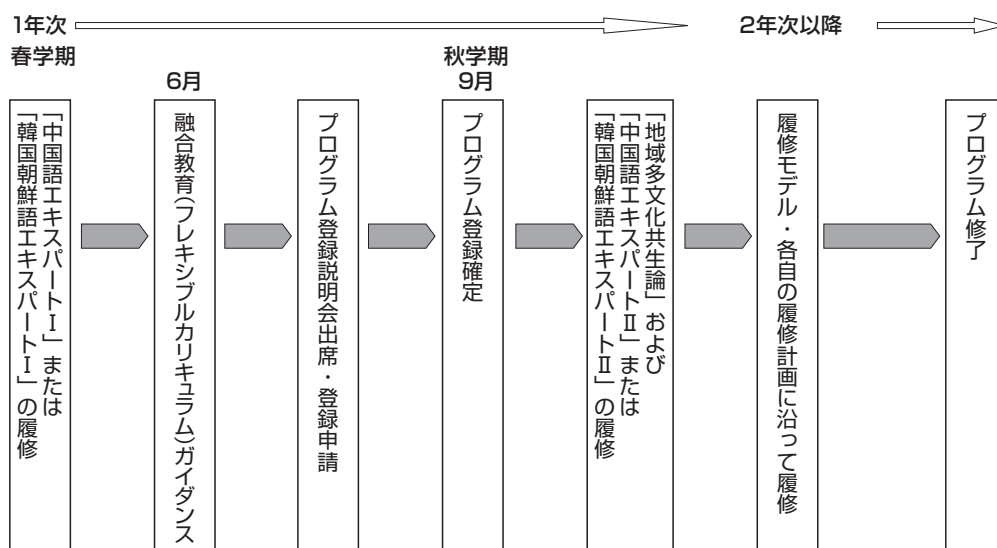 1年次
2年次以降
春学期
秋学期
6月
9月
「中国語エキスパートⅠ」または
「韓国朝鮮語エキスパートⅠ」の履修
融合教育(フレキシブルカリキュラム)ガイダンス
プログラム登録説明会出席・登録申請
プログラム登録確定
「地域多文化共生論」および
「中国語エキスパートⅡ」または
「韓国朝鮮語エキスパートⅡ」の履修
履修モデル・各自の履修計画に沿って履修
プログラム修了